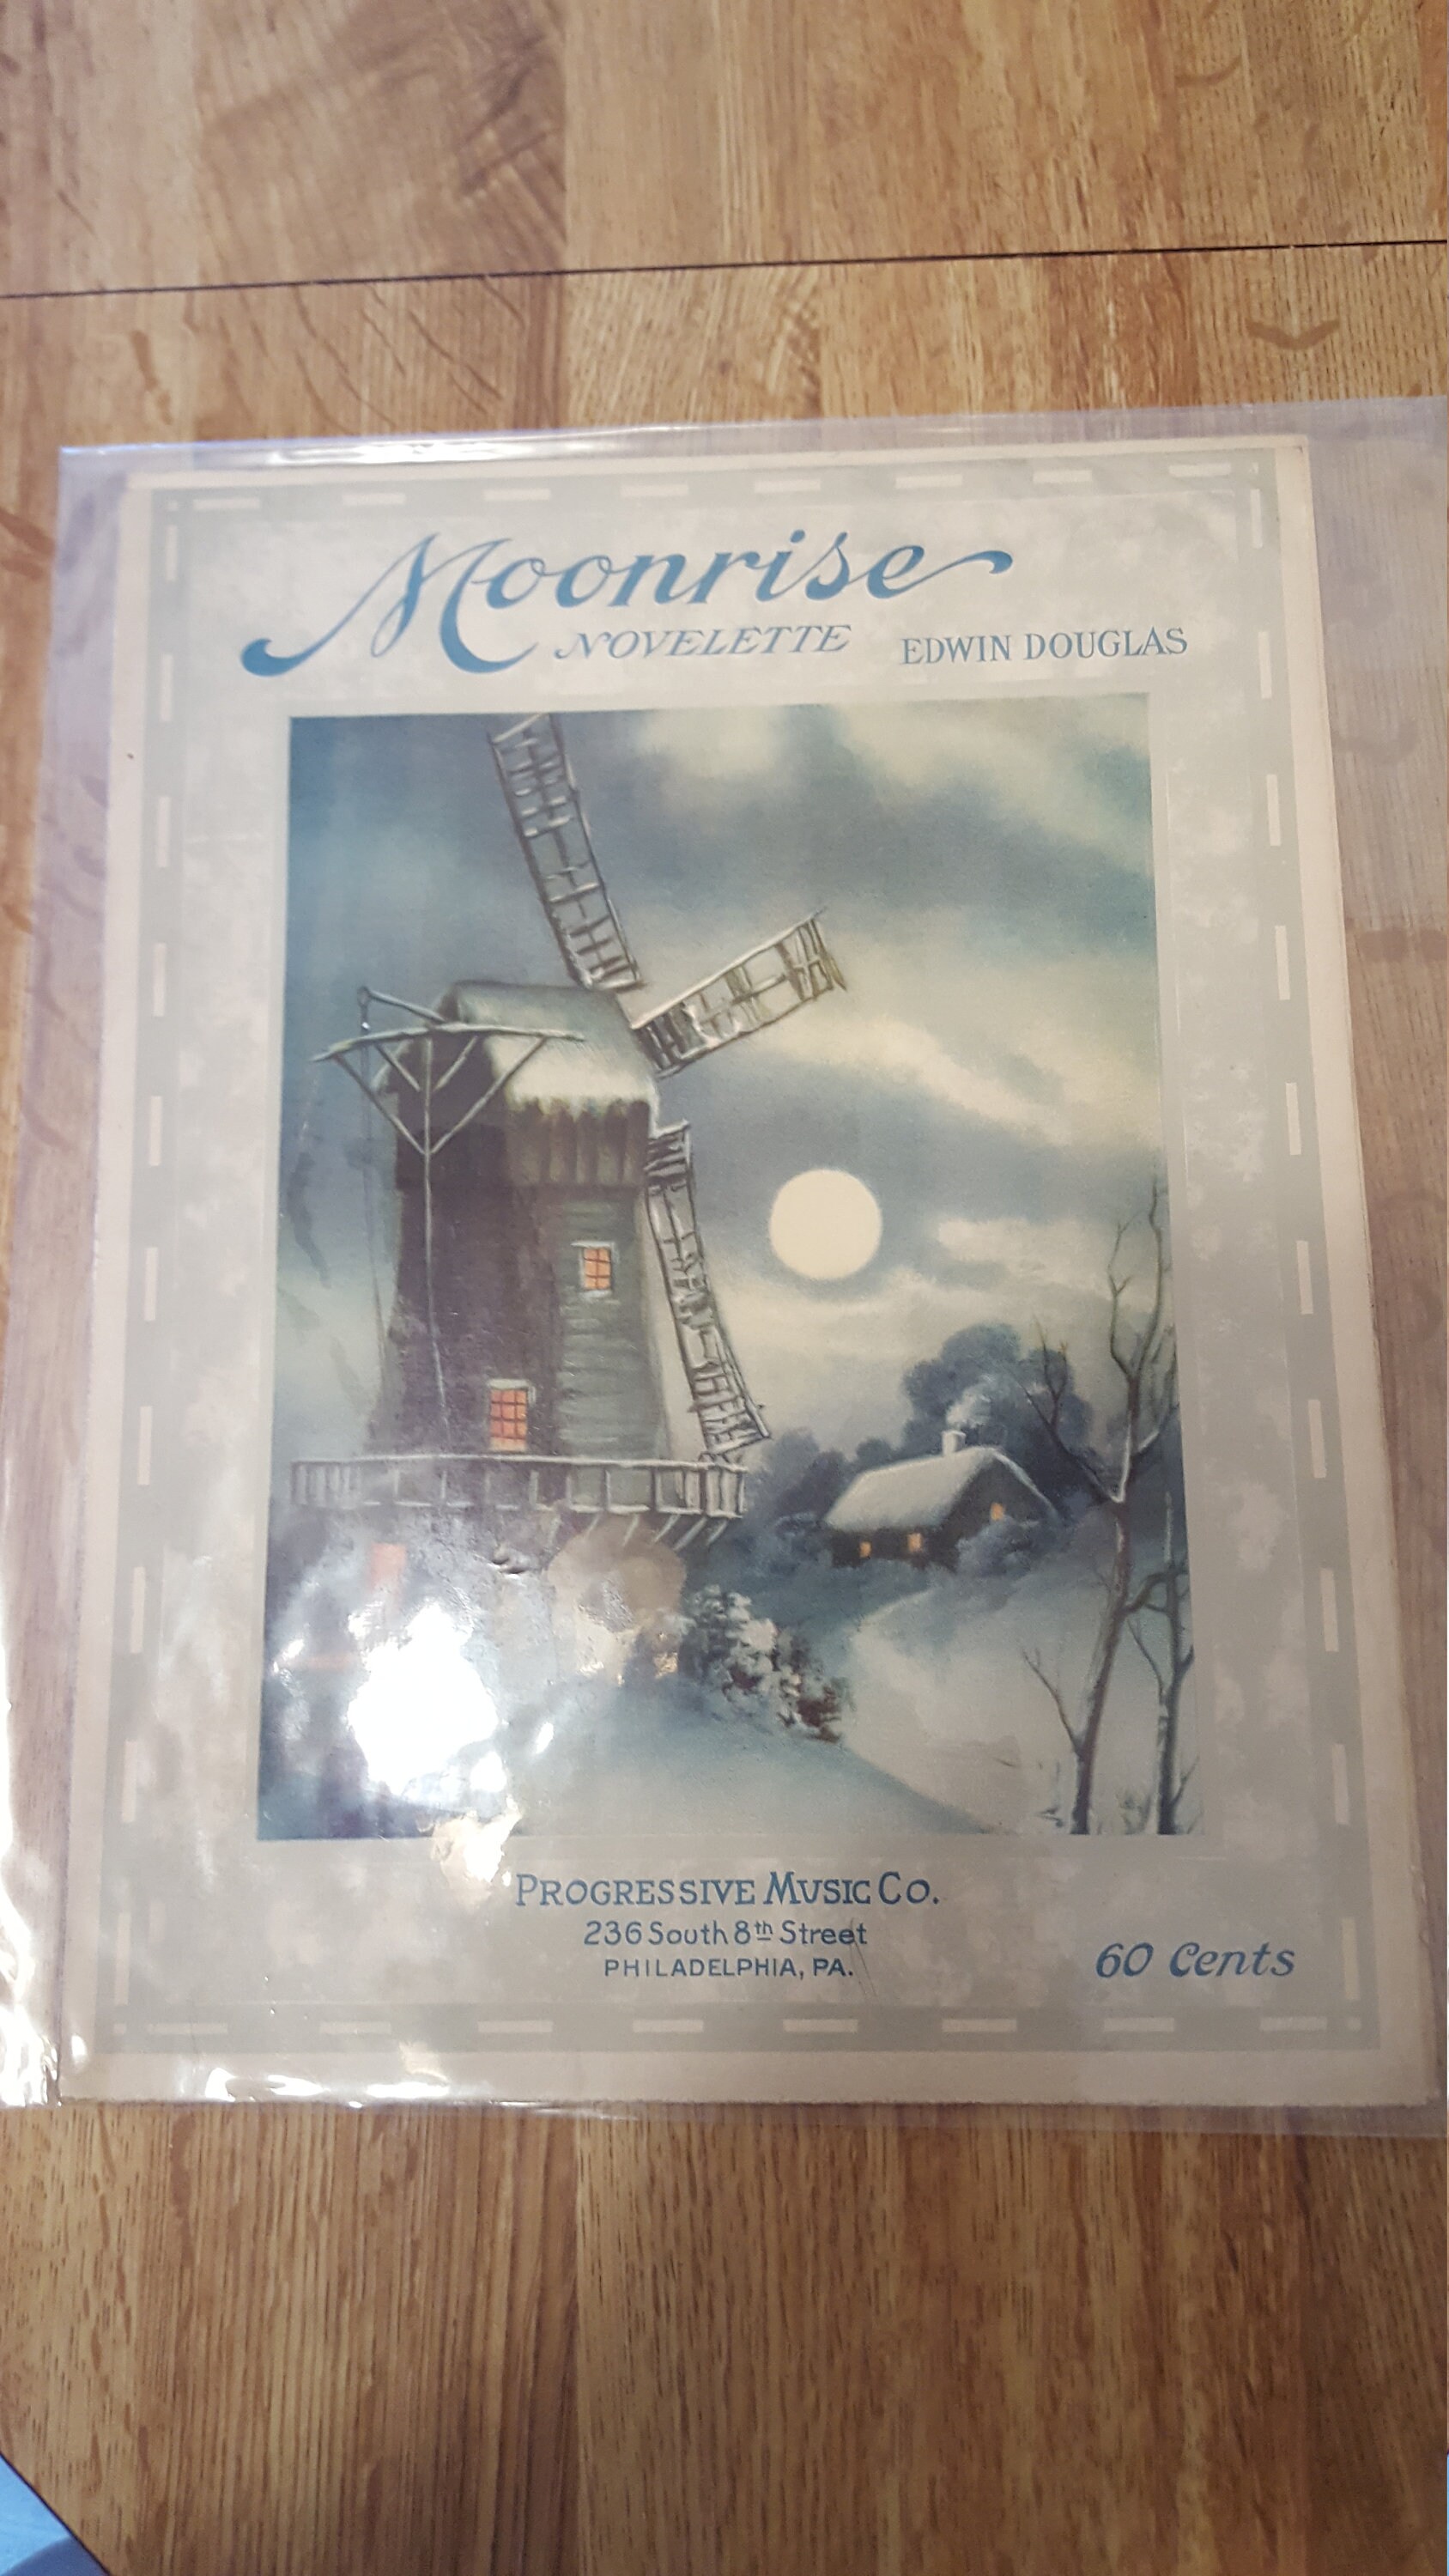 Moonrise
NOVELETTE EDWIN DOUGLAS
PROGRESSIVE MUSIC CO.
236 South 8th Street
PHILADELPHIA, PA.
60 Cents